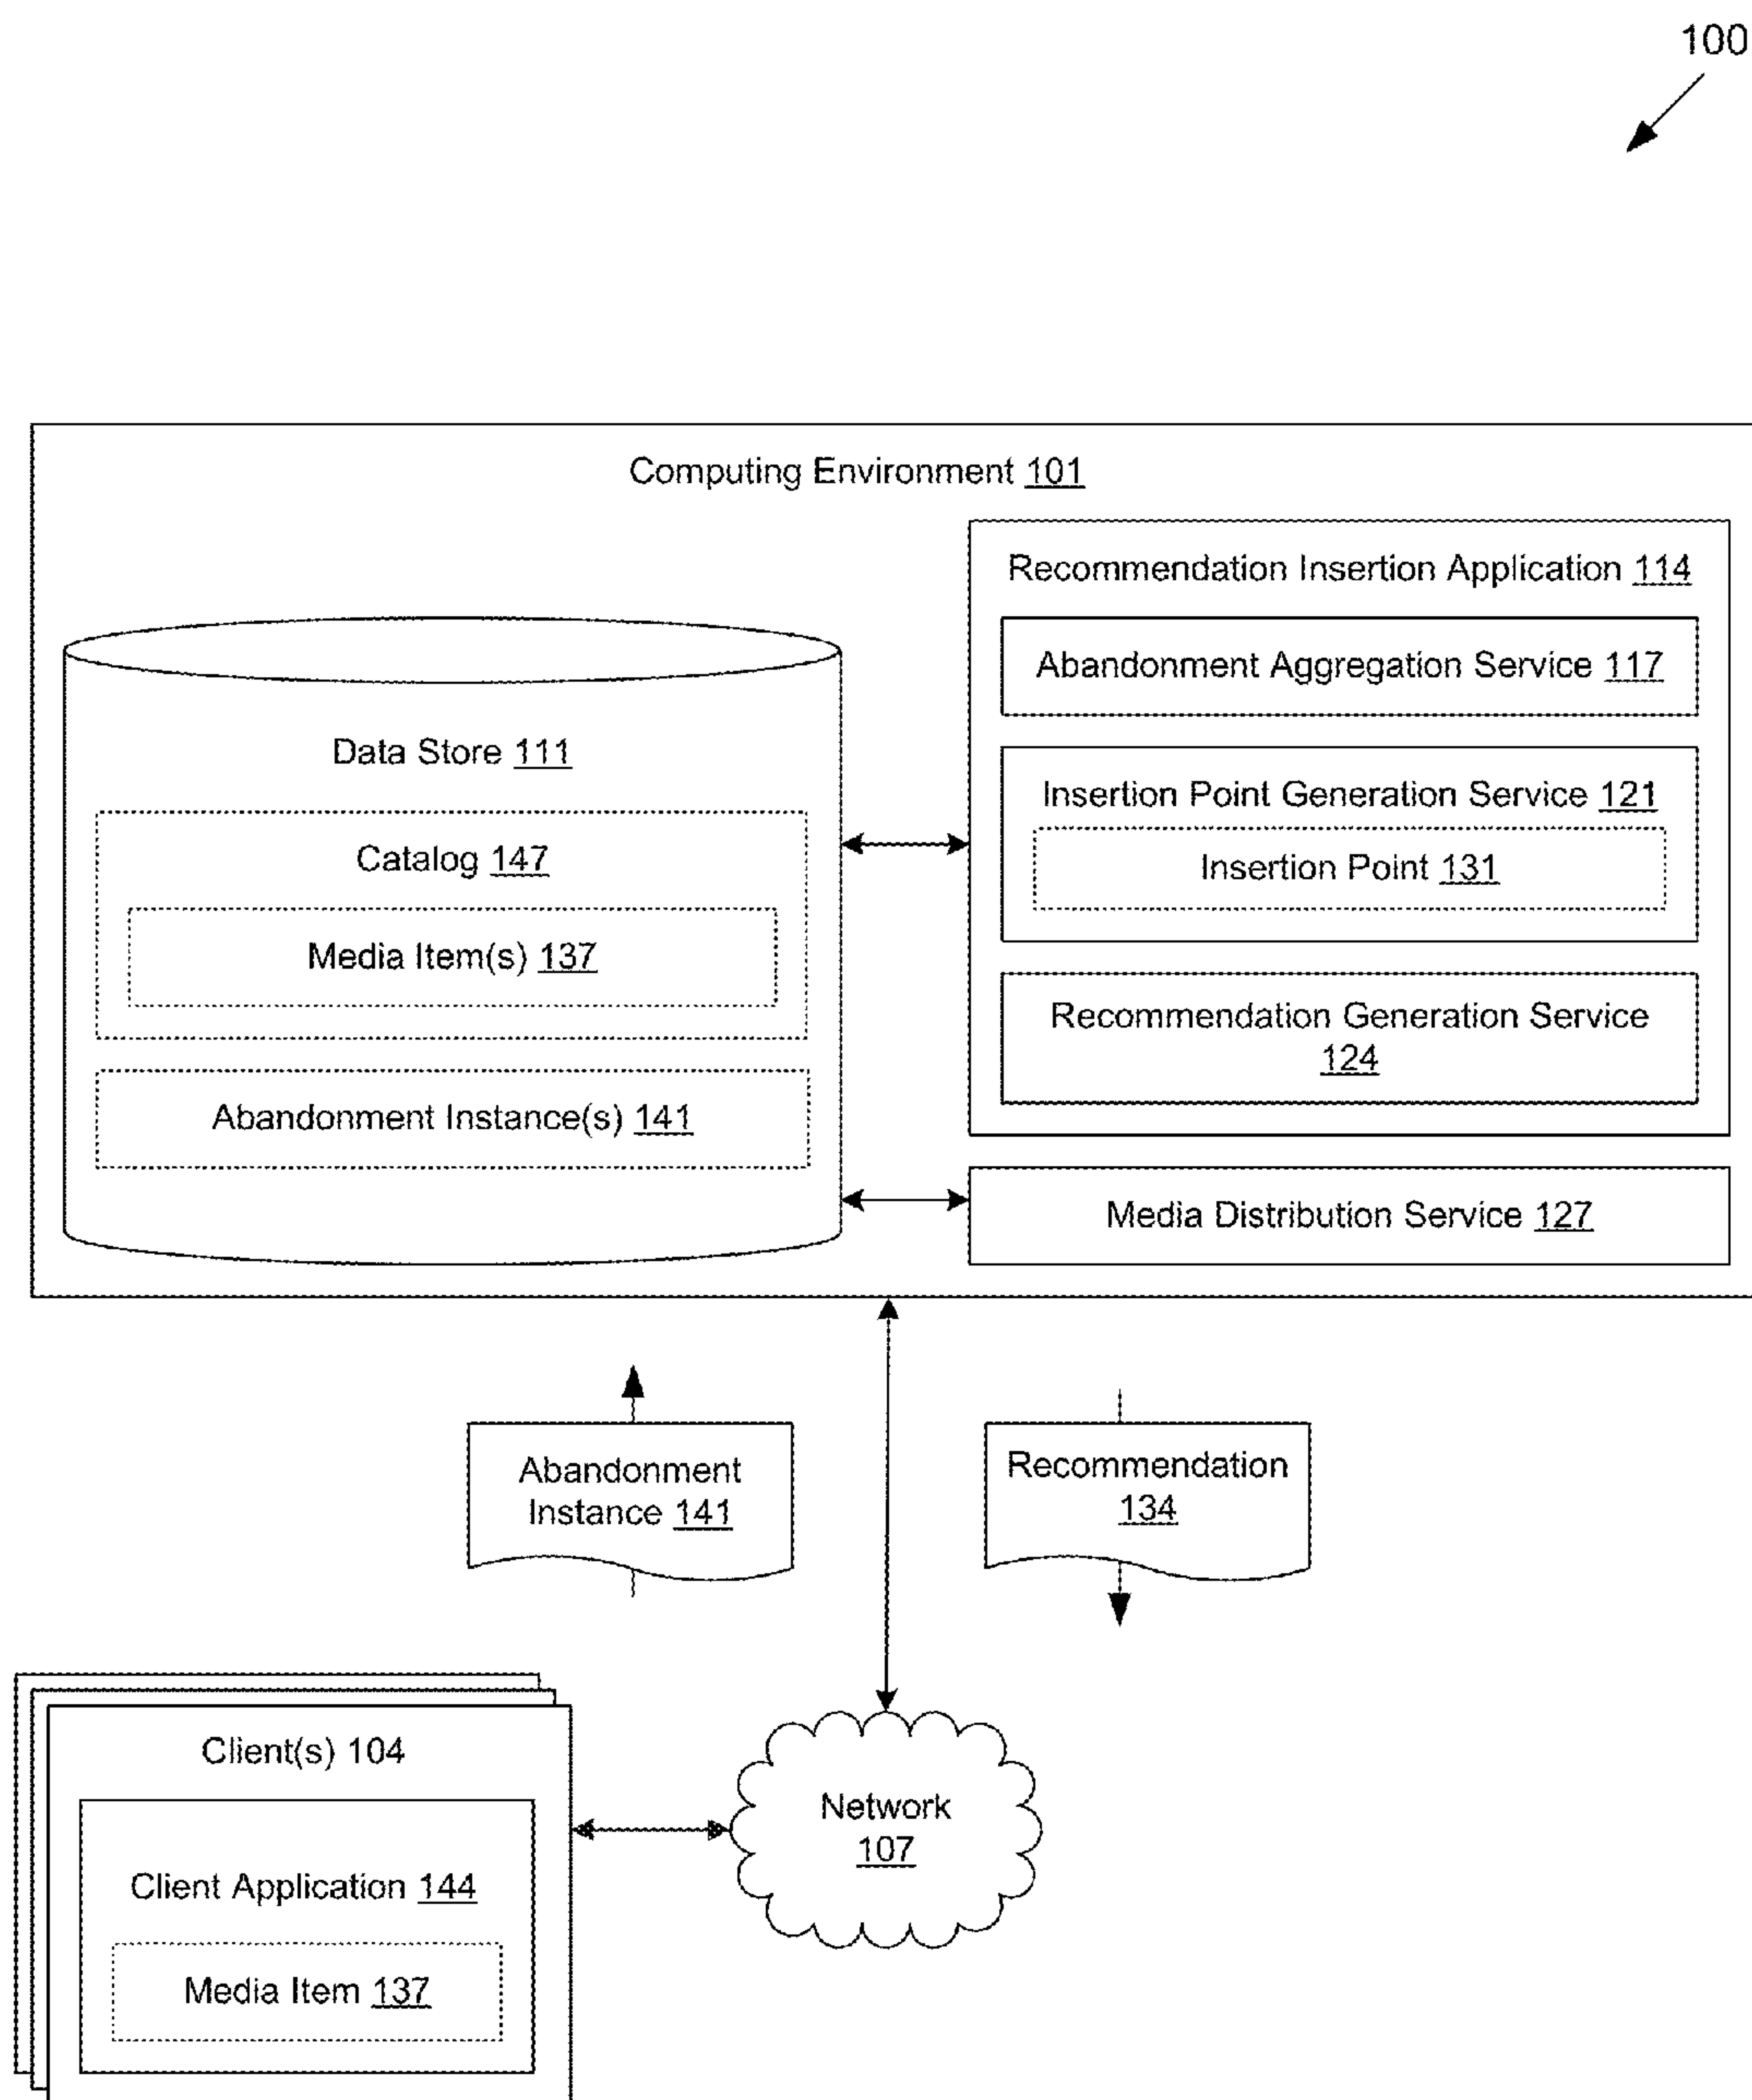 100
Computing Environment 101
Recommendation Insertion Application 114
Abandonment Aggregation Service 117
Data Store 111
Insertion Point Generation Service 121
Catalog 147
Insertion Point 131
Media Item(s) 137
Recommendation Generation Service
124
Abandonment Instance(s) 141
Media Distribution Service 127
Abandonment
Instance 141
Recommendation
134
Client(s) 104
Network
107
Client Application 144
Media Item 137